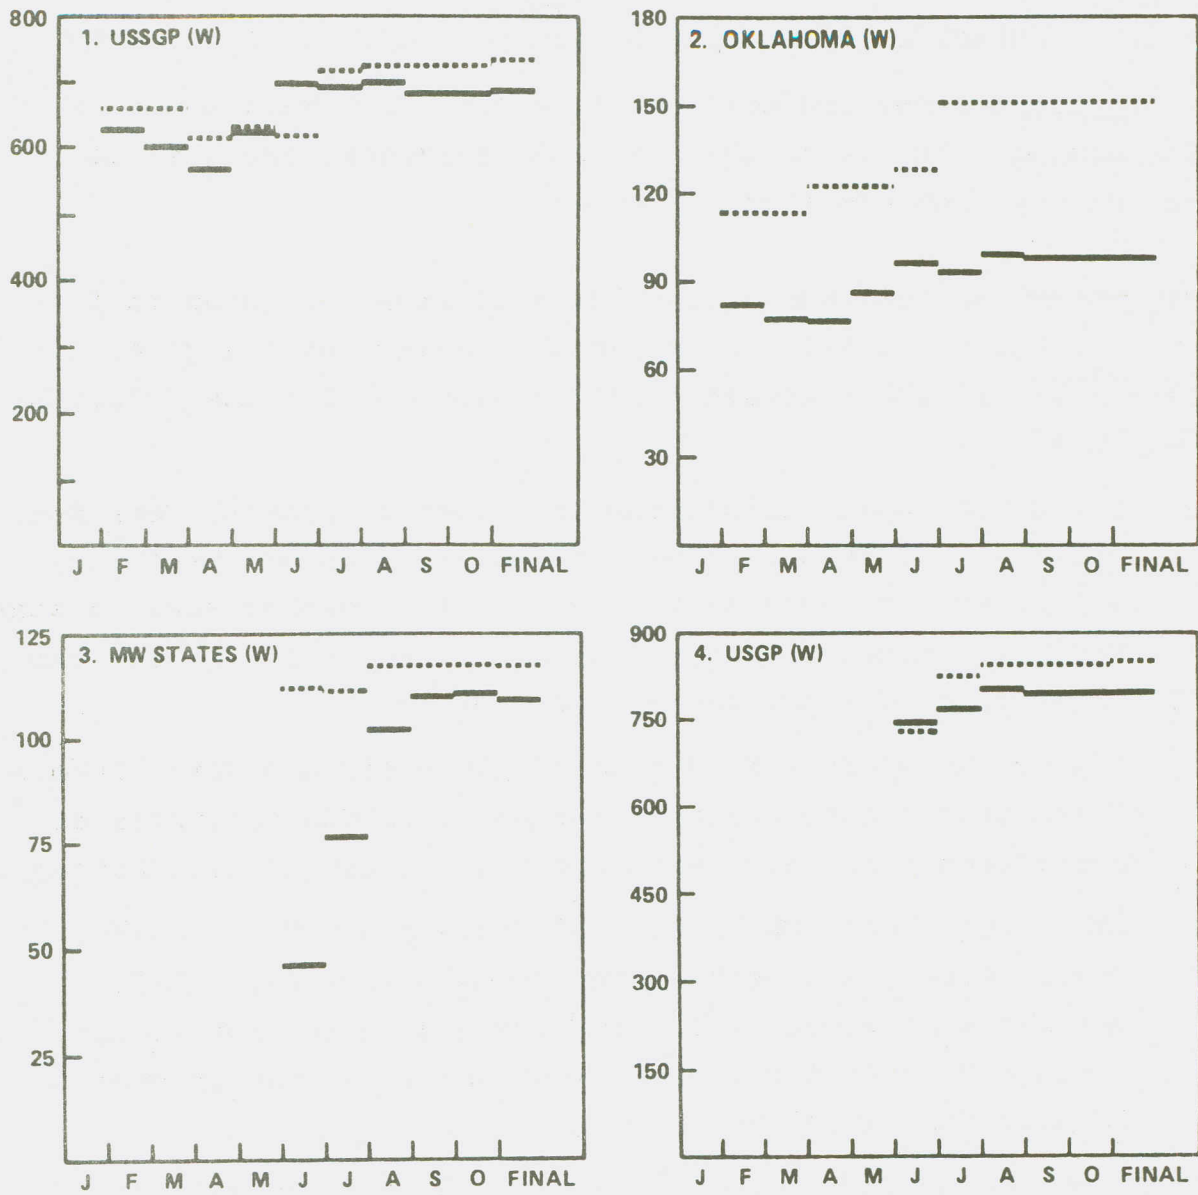 1. USSGP (W)
800
600
400
200
J F M A M J J A S O FINAL
2. OKLAHOMA (W)
180
150
120
90
60
30
J F M A M J J A S O FINAL
3. MW STATES (W)
125
100
75
50
25
J F M A M J J A S O FINAL
4. USGP (W)
900
750
600
450
300
150
J F M A M J J A S O FINAL